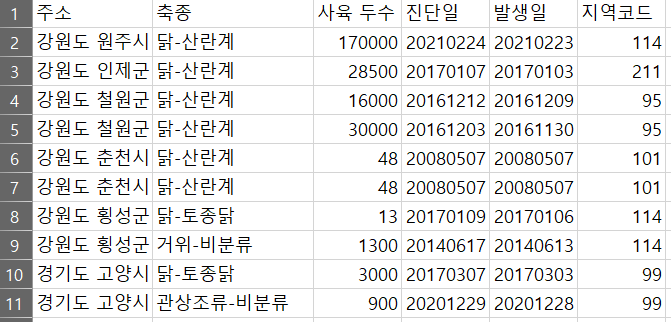 1 주소 축종 사육 두수 진단일 발생일 지역코드
2 강원도 원주시 닭-산란계 170000 20210224 20210223 114
3 강원도 인제군 닭-산란계 28500 20170107 20170103 211
4 강원도 철원군 닭-산란계 16000 20161212 20161209 95
5 강원도 철원군 닭-산란계 30000 20161203 20161130 95
6 강원도 춘천시 닭-산란계 48 20080507 20080507 101
7 강원도 춘천시 닭-산란계 48 20080507 20080507 101
8 강원도 횡성군 닭-토종닭 13 20170109 20170106 114
9 강원도 횡성군 거위-비분류 1300 20140617 20140613 114
10 경기도 고양시 닭-토종닭 3000 20170307 20170303 99
11 경기도 고양시 관상조류-비분류 900 20201229 20201228 99